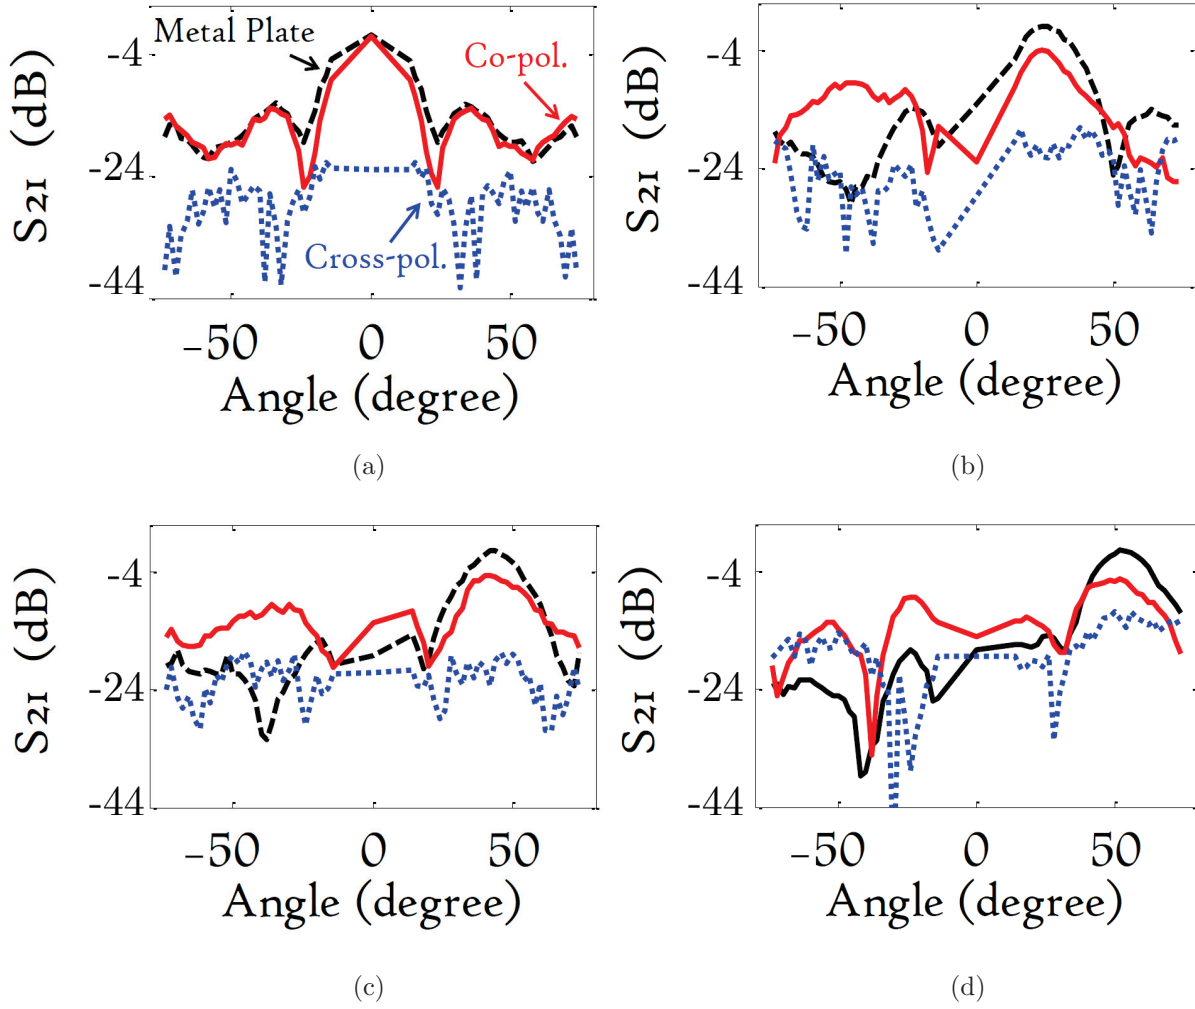 Metal Plate
Co-pol.
Cross-pol.
S21 (dB)
-4
-24
-44
-50 0 50
Angle (degree)
(a)
S21 (dB)
-4
-24
-44
-50 0 50
Angle (degree)
(b)
S21 (dB)
-4
-24
-44
-50 0 50
Angle (degree)
(c)
S21 (dB)
-4
-24
-44
-50 0 50
Angle (degree)
(d)